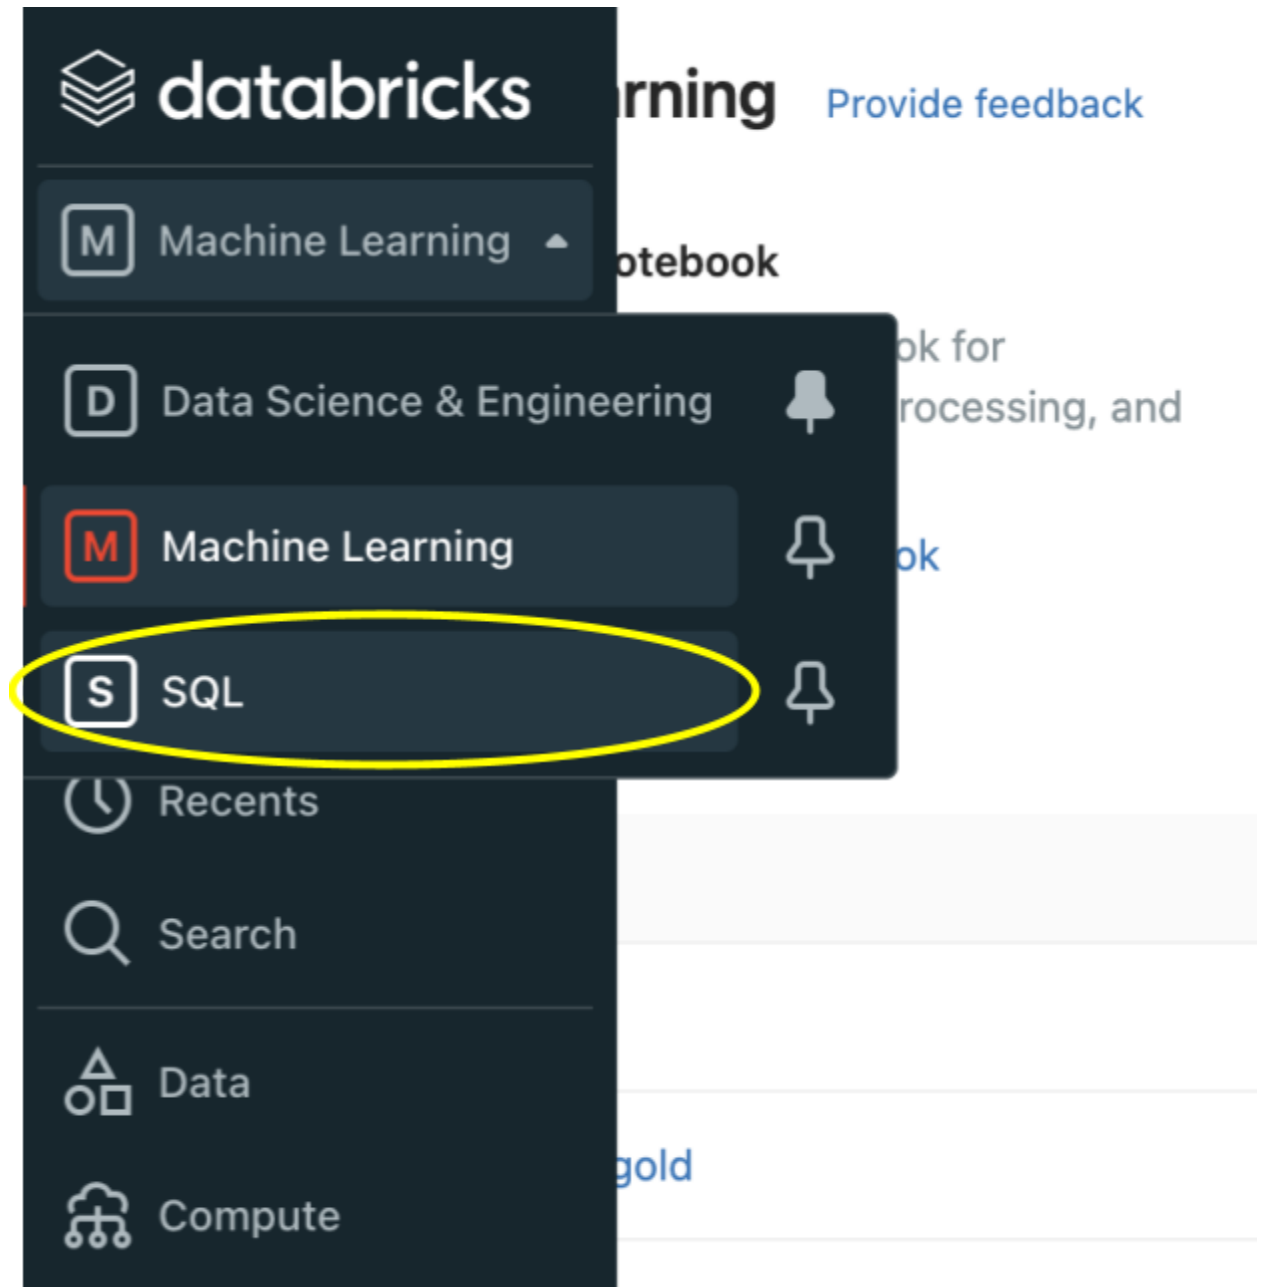 databricks
rning Provide feedback
M Machine Learning
otebook
D Data Science & Engineering
ok for
rocessing, and
M Machine Learning
ok
S SQL
Recents
Search
Data
gold
Compute